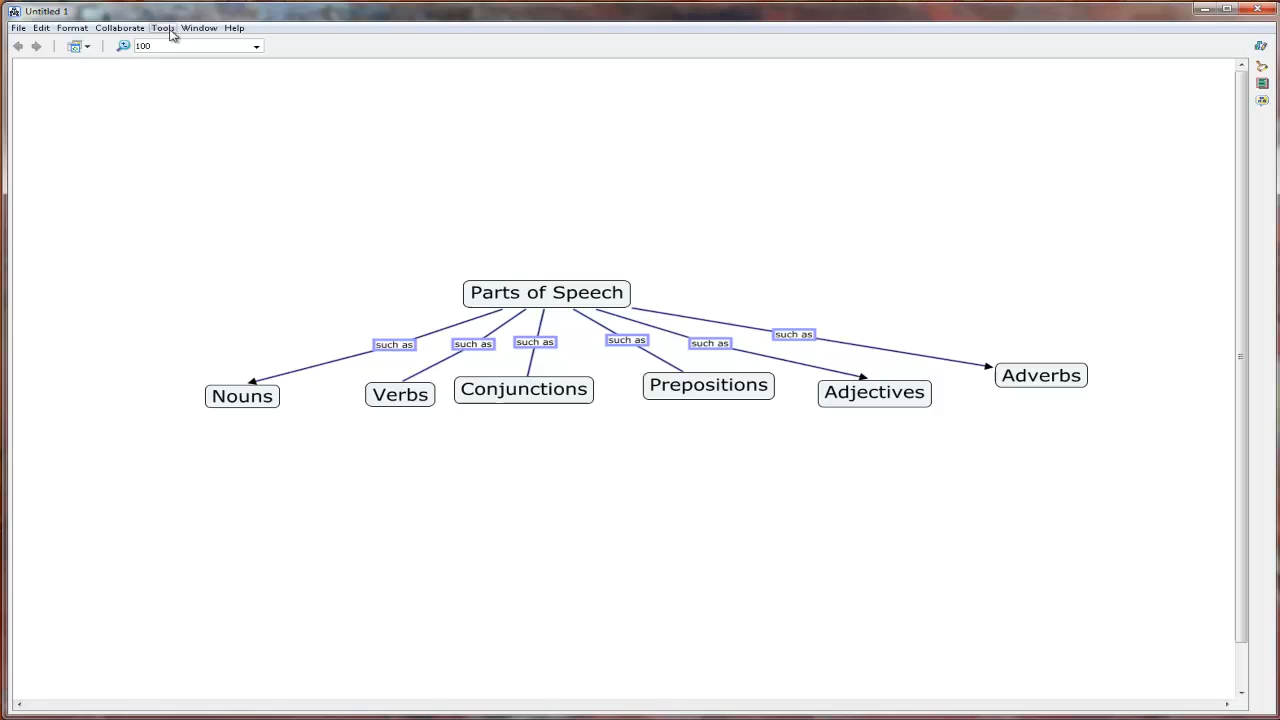 Untitled 1
File Edit Format Collaborate Tools Window Help
100
Parts of Speech
such as such as such as such as such as such as
Nouns Verbs Conjunctions Prepositions Adjectives Adverbs